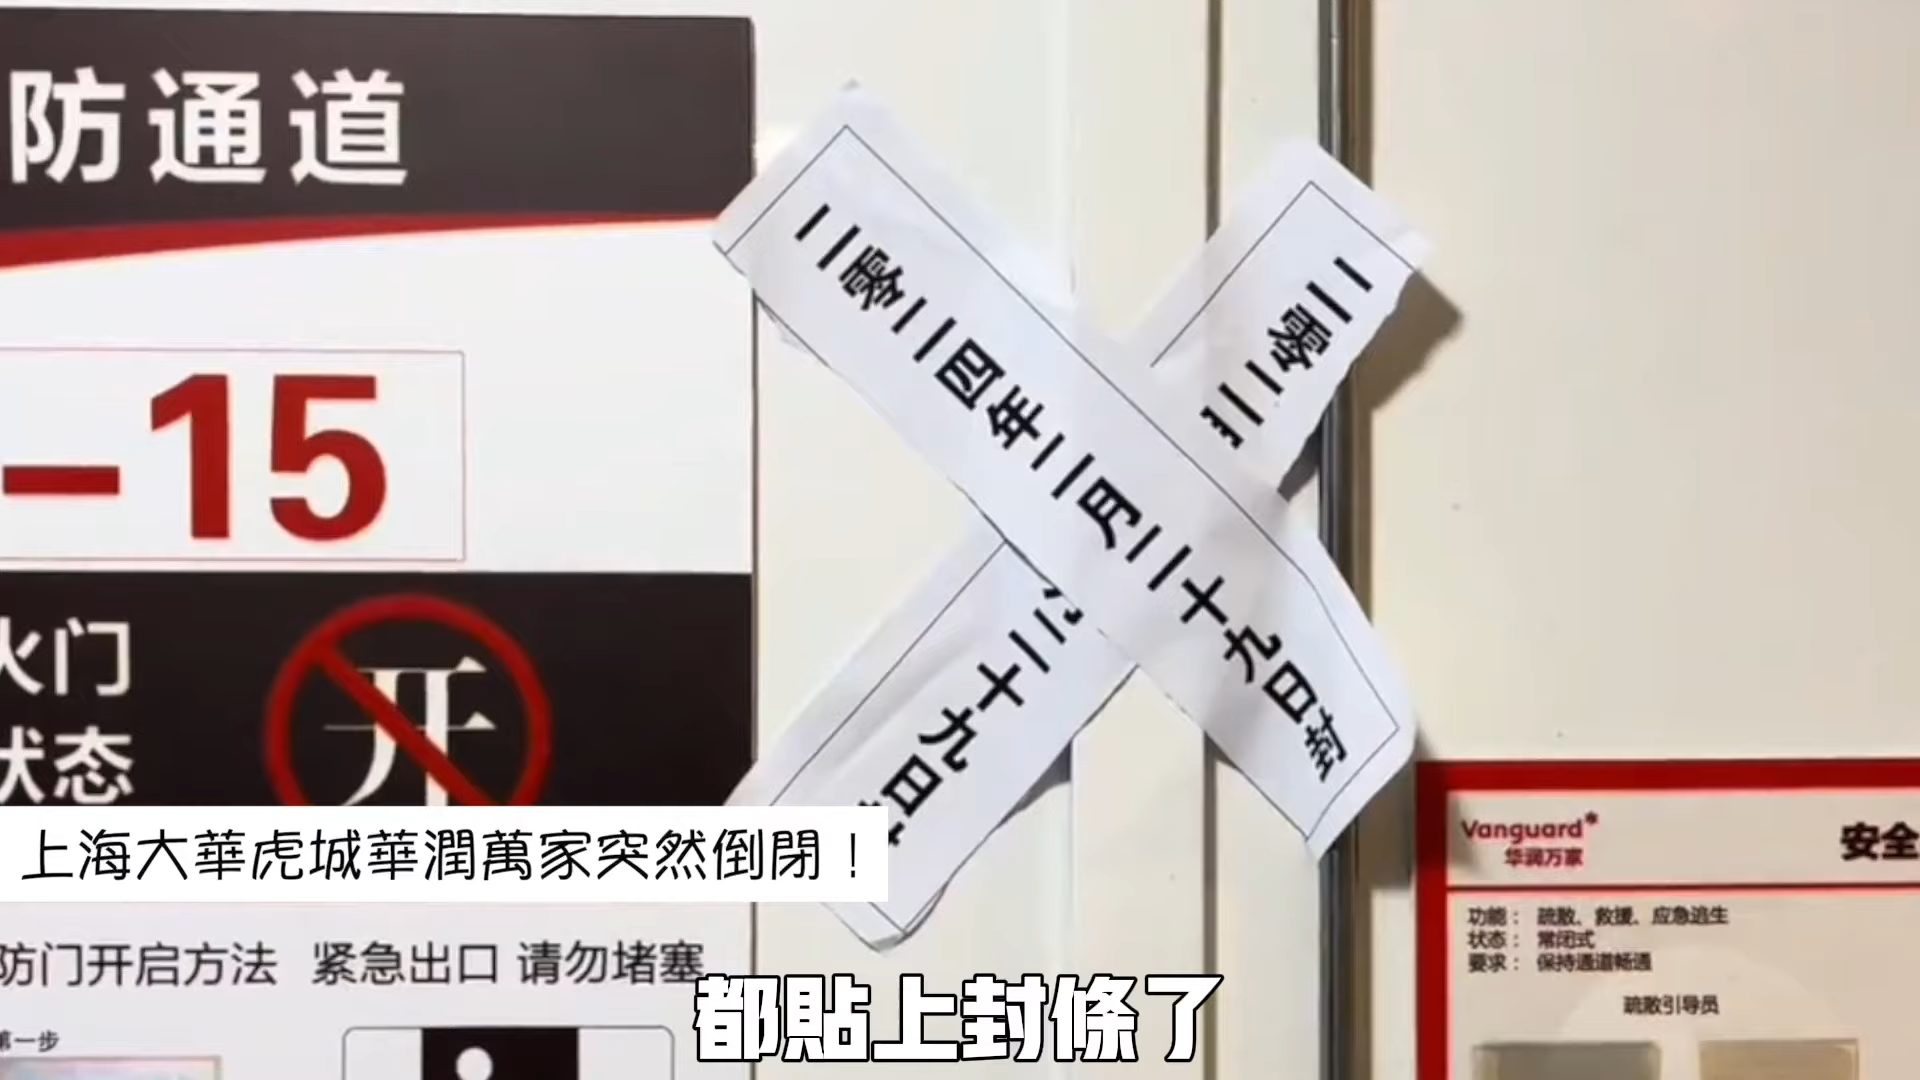 防通道
-15
火门
状态
开
二零二四年二月二十九日封
二零二
二十九日
上海大華虎城華潤萬家突然倒閉！
防门开启方法 紧急出口 请勿堵塞
第一步
都貼上封條了
Vanguard
华润万家
安全
功能： 疏散、救援、应急逃生
状态： 常闭式
要求： 保持通道畅通
疏散引导员